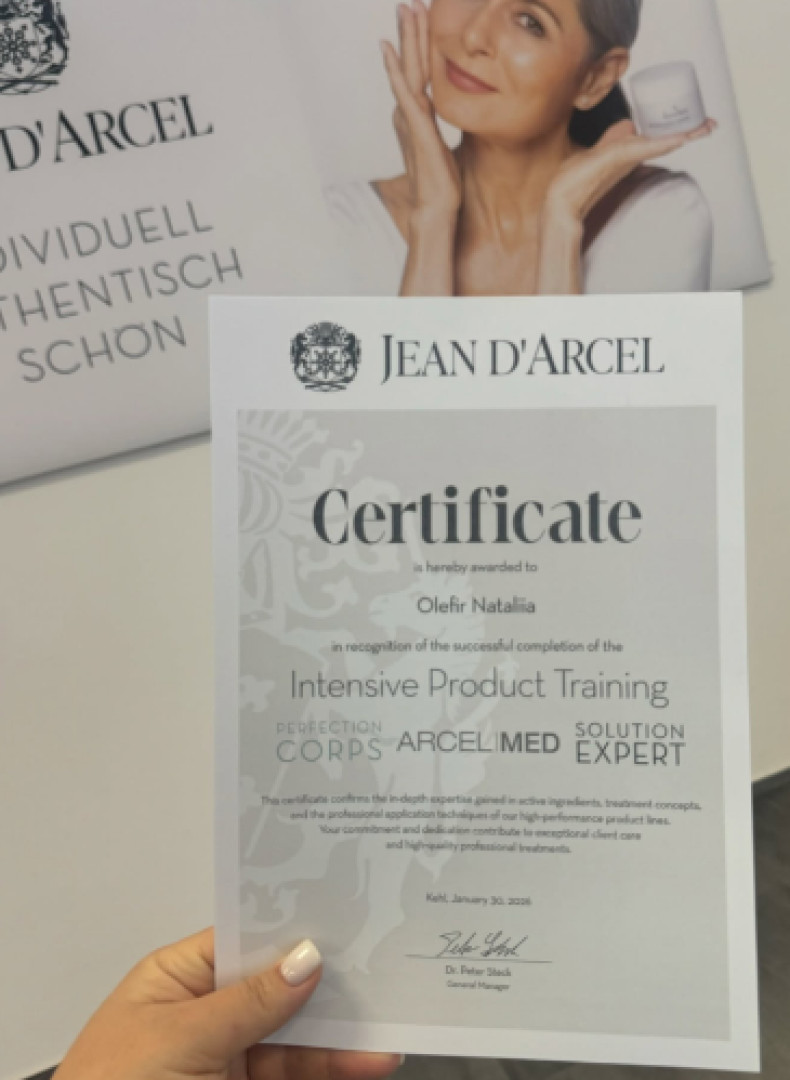 D'ARCEL
DIVIDUELL
THENTISCH
SCHÖN
JEAN D'ARCEL
Certificate
is hereby awarded to
Olefir Nataliia
in recognition of the successful completion of the
Intensive Product Training
PERFECTION
CORPS
ARCEL|MED
SOLUTION
EXPERT
This certificate confirms the in-depth expertise gained in active ingredients, treatment concepts,
and the professional application techniques of our high-performance product lines.
Your commitment and dedication contribute to exceptional client care
and high-quality professional treatments.
Kehl, January 30, 2026
Dr. Peter
General Manager